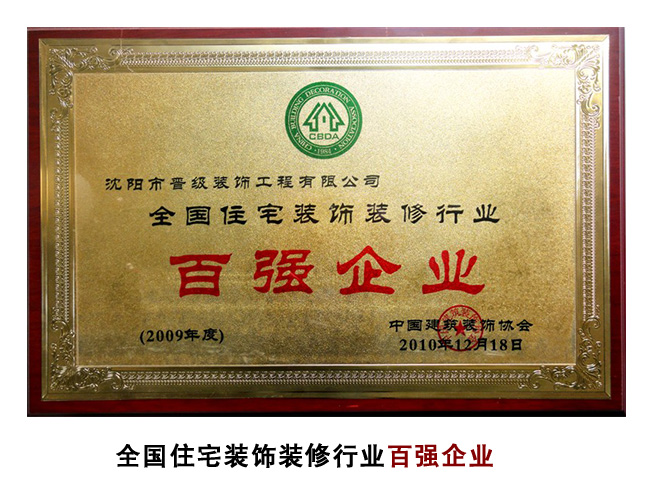 CHINA BUILDING DECORATION ASSOCIATION
CBDA
1984
沈阳市晋级装饰工程有限公司
全国住宅装饰装修行业
百强企业
(2009年度)
中国建筑装饰协会
2010年12月18日
全国住宅装饰装修行业百强企业